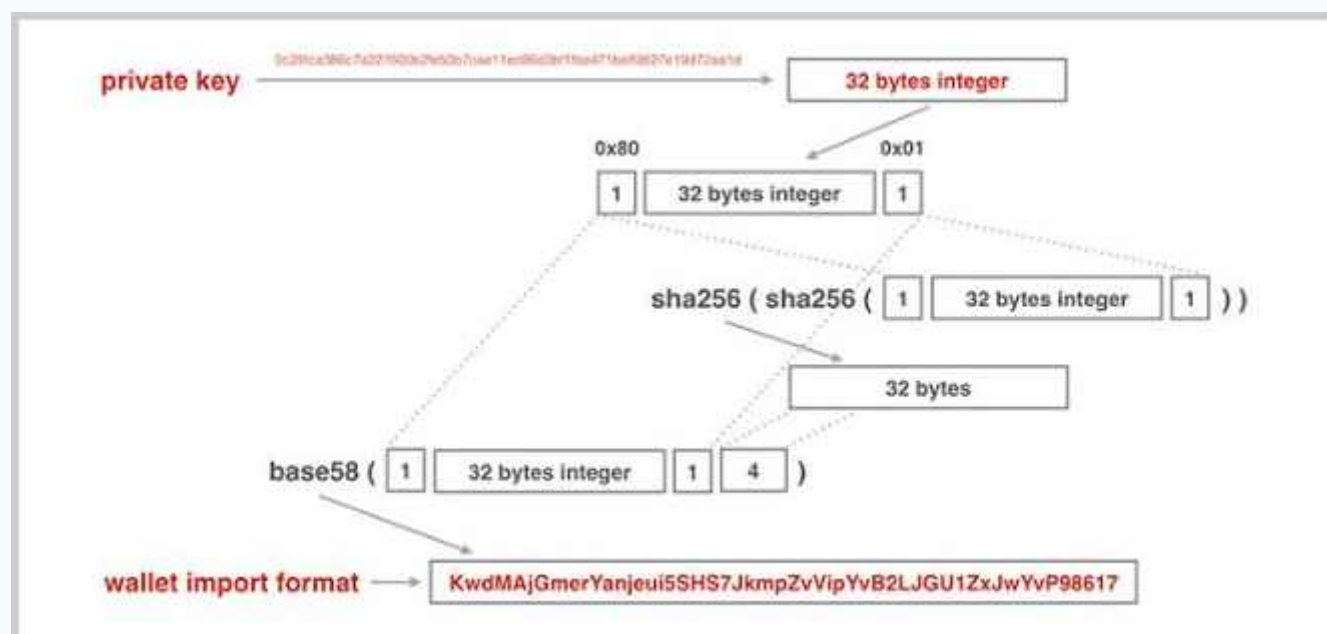 private key
32 bytes integer
0x80 0x01
1 32 bytes integer 1
sha256 ( sha256 ( 1 32 bytes integer 1 ) )
32 bytes
base58 ( 1 32 bytes integer 1 4 )
wallet import format KwdMAjGmerYanjeui5SHS7JkmpZvVipYvB2LJGU1ZxJwYvP98617